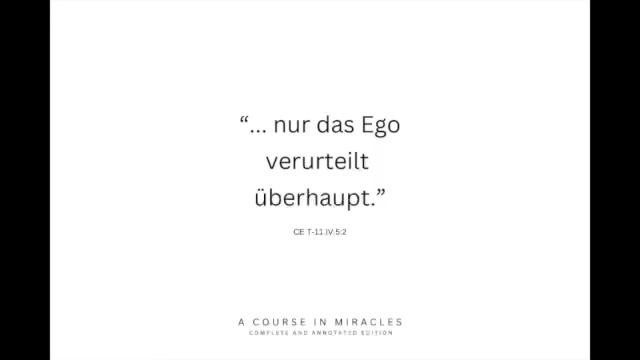 “... nur das Ego
verurteilt
überhaupt.”
CE T-11.IV.5:2
A COURSE IN MIRACLES
COMPLETE AND ANNOTATED EDITION